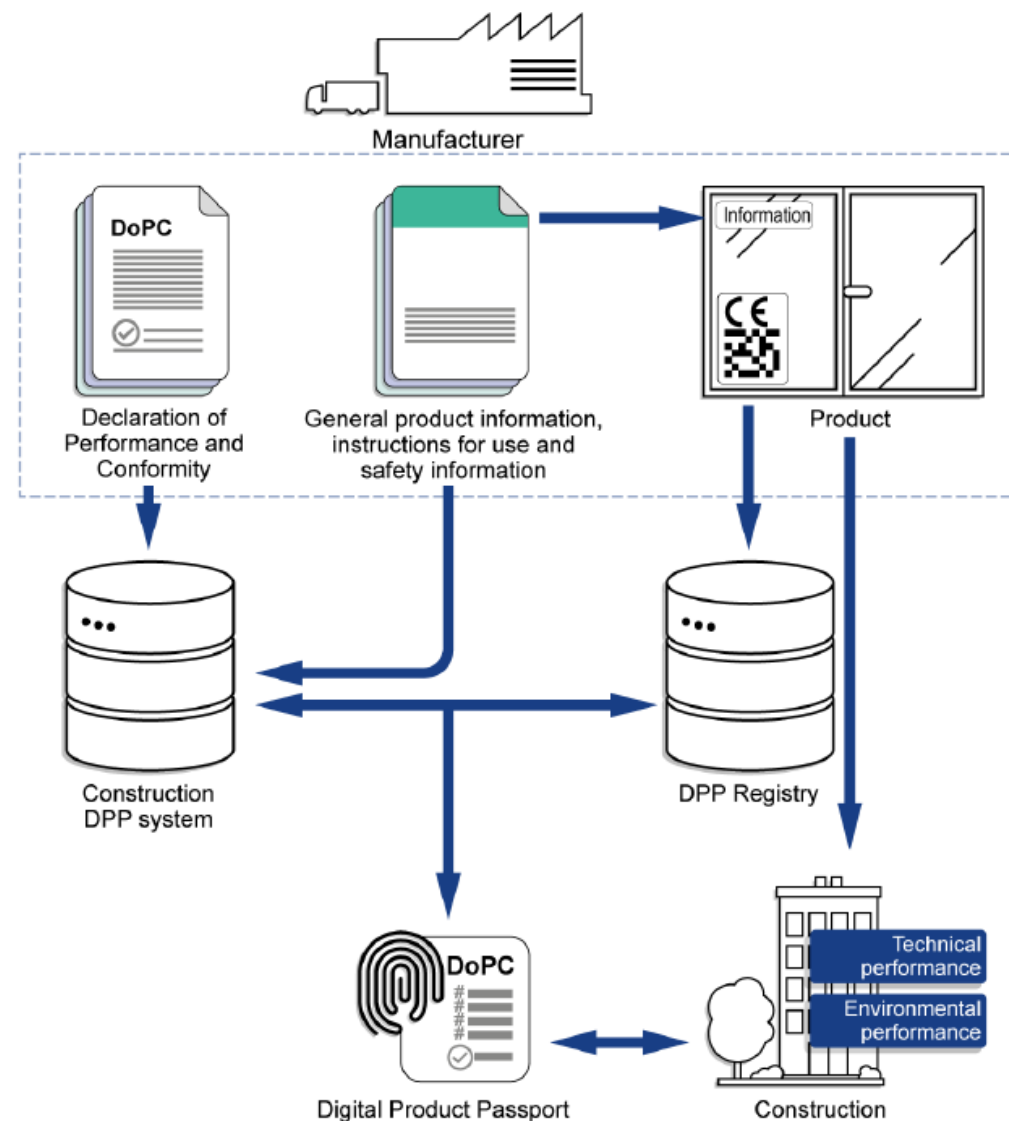 Manufacturer
DoPC
Information
CE
Declaration of
Performance and
Conformity
General product information,
instructions for use and
safety information
Product
Construction
DPP system
DPP Registry
DoPC
#
#
#
#
Technical
performance
Environmental
performance
Digital Product Passport
Construction